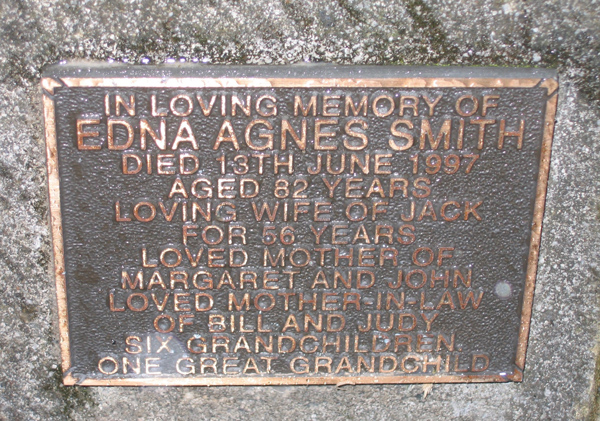 IN LOVING MEMORY OF
EDNA AGNES SMITH
DIED 13TH JUNE 1997
AGED 82 YEARS
LOVING WIFE OF JACK
FOR 56 YEARS
LOVED MOTHER OF
MARGARET AND JOHN
LOVED MOTHER-IN-LAW
OF BILL AND JUDY
SIX GRANDCHILDREN
ONE GREAT GRANDCHILD